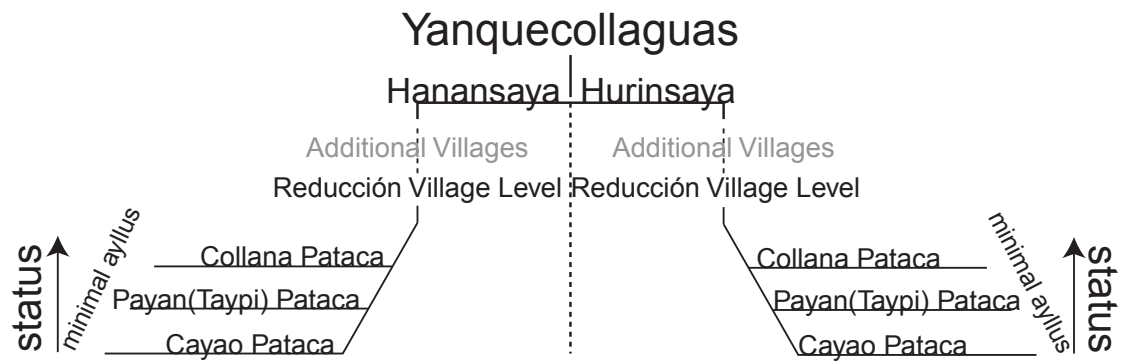 Yanquecollaguas
Hanansaya Hurinsaya
Additional Villages Additional Villages
Reducción Village Level Reducción Village Level
status minimal ayllus Collana Pataca Collana Pataca minimal ayllus status
Payan(Taypi) Pataca Payan(Taypi) Pataca
Cayao Pataca Cayao Pataca